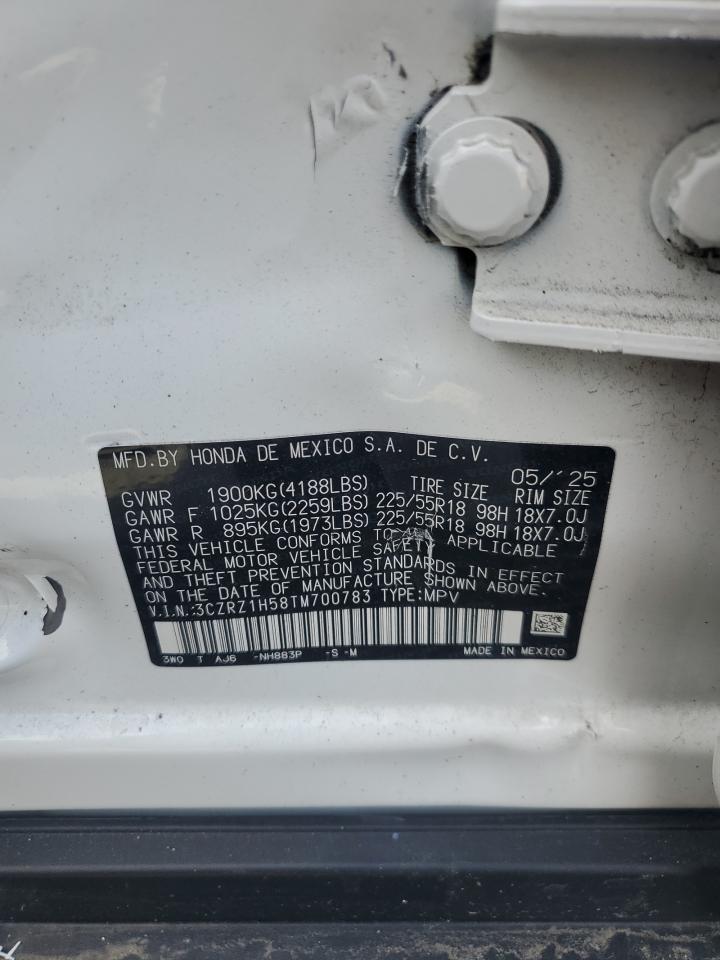 MFD.BY HONDA DE MEXICO S.A. DE C.V.
05/'25
GVWR 1900KG(4188LBS) TIRE SIZE RIM SIZE
GAWR F 1025KG(2259LBS) 225/55R18 98H 18X7.0J
GAWR R 895KG(1973LBS) 225/55R18 98H 18X7.0J
THIS VEHICLE CONFORMS TO APPLICABLE
FEDERAL MOTOR VEHICLE SAFETY
AND THEFT PREVENTION STANDARDS IN EFFECT
ON THE DATE OF MANUFACTURE SHOWN ABOVE.
V.I.N.:3CZRZ1H58TM700783 TYPE:MPV
3W0 T AJ6 -NH883P -S -M MADE IN MEXICO